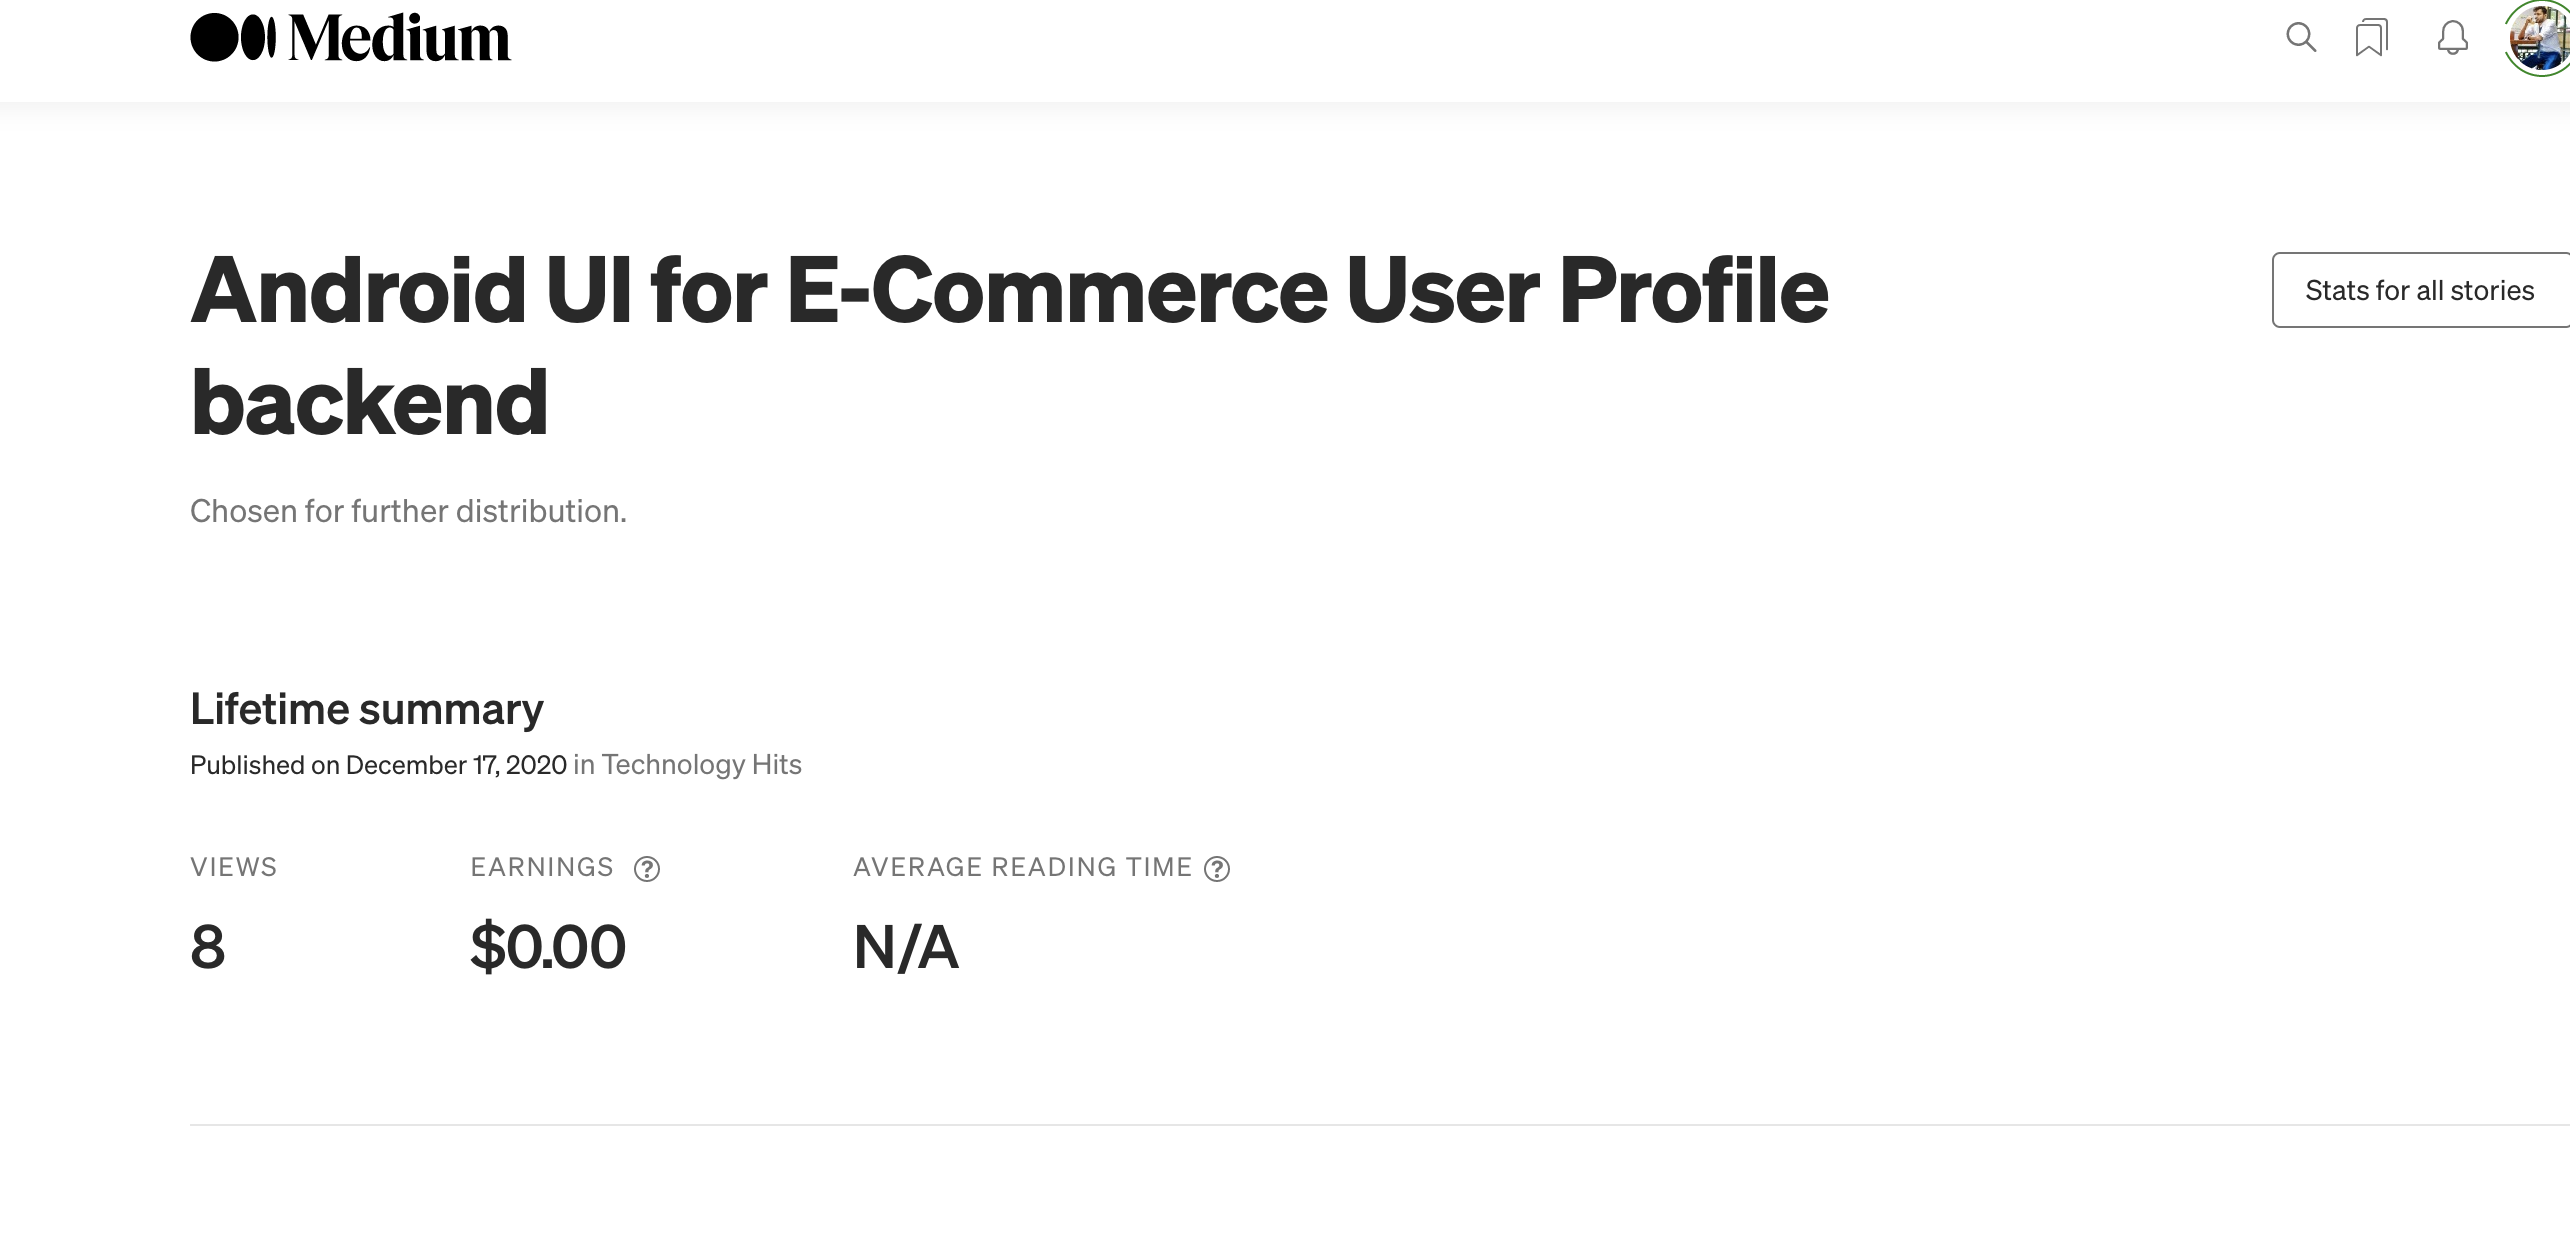 Medium
Android UI for E-Commerce User Profile
backend
Stats for all stories
Chosen for further distribution.
Lifetime summary
Published on December 17, 2020 in Technology Hits
VIEWS
8
EARNINGS ?
$0.00
AVERAGE READING TIME ?
N/A